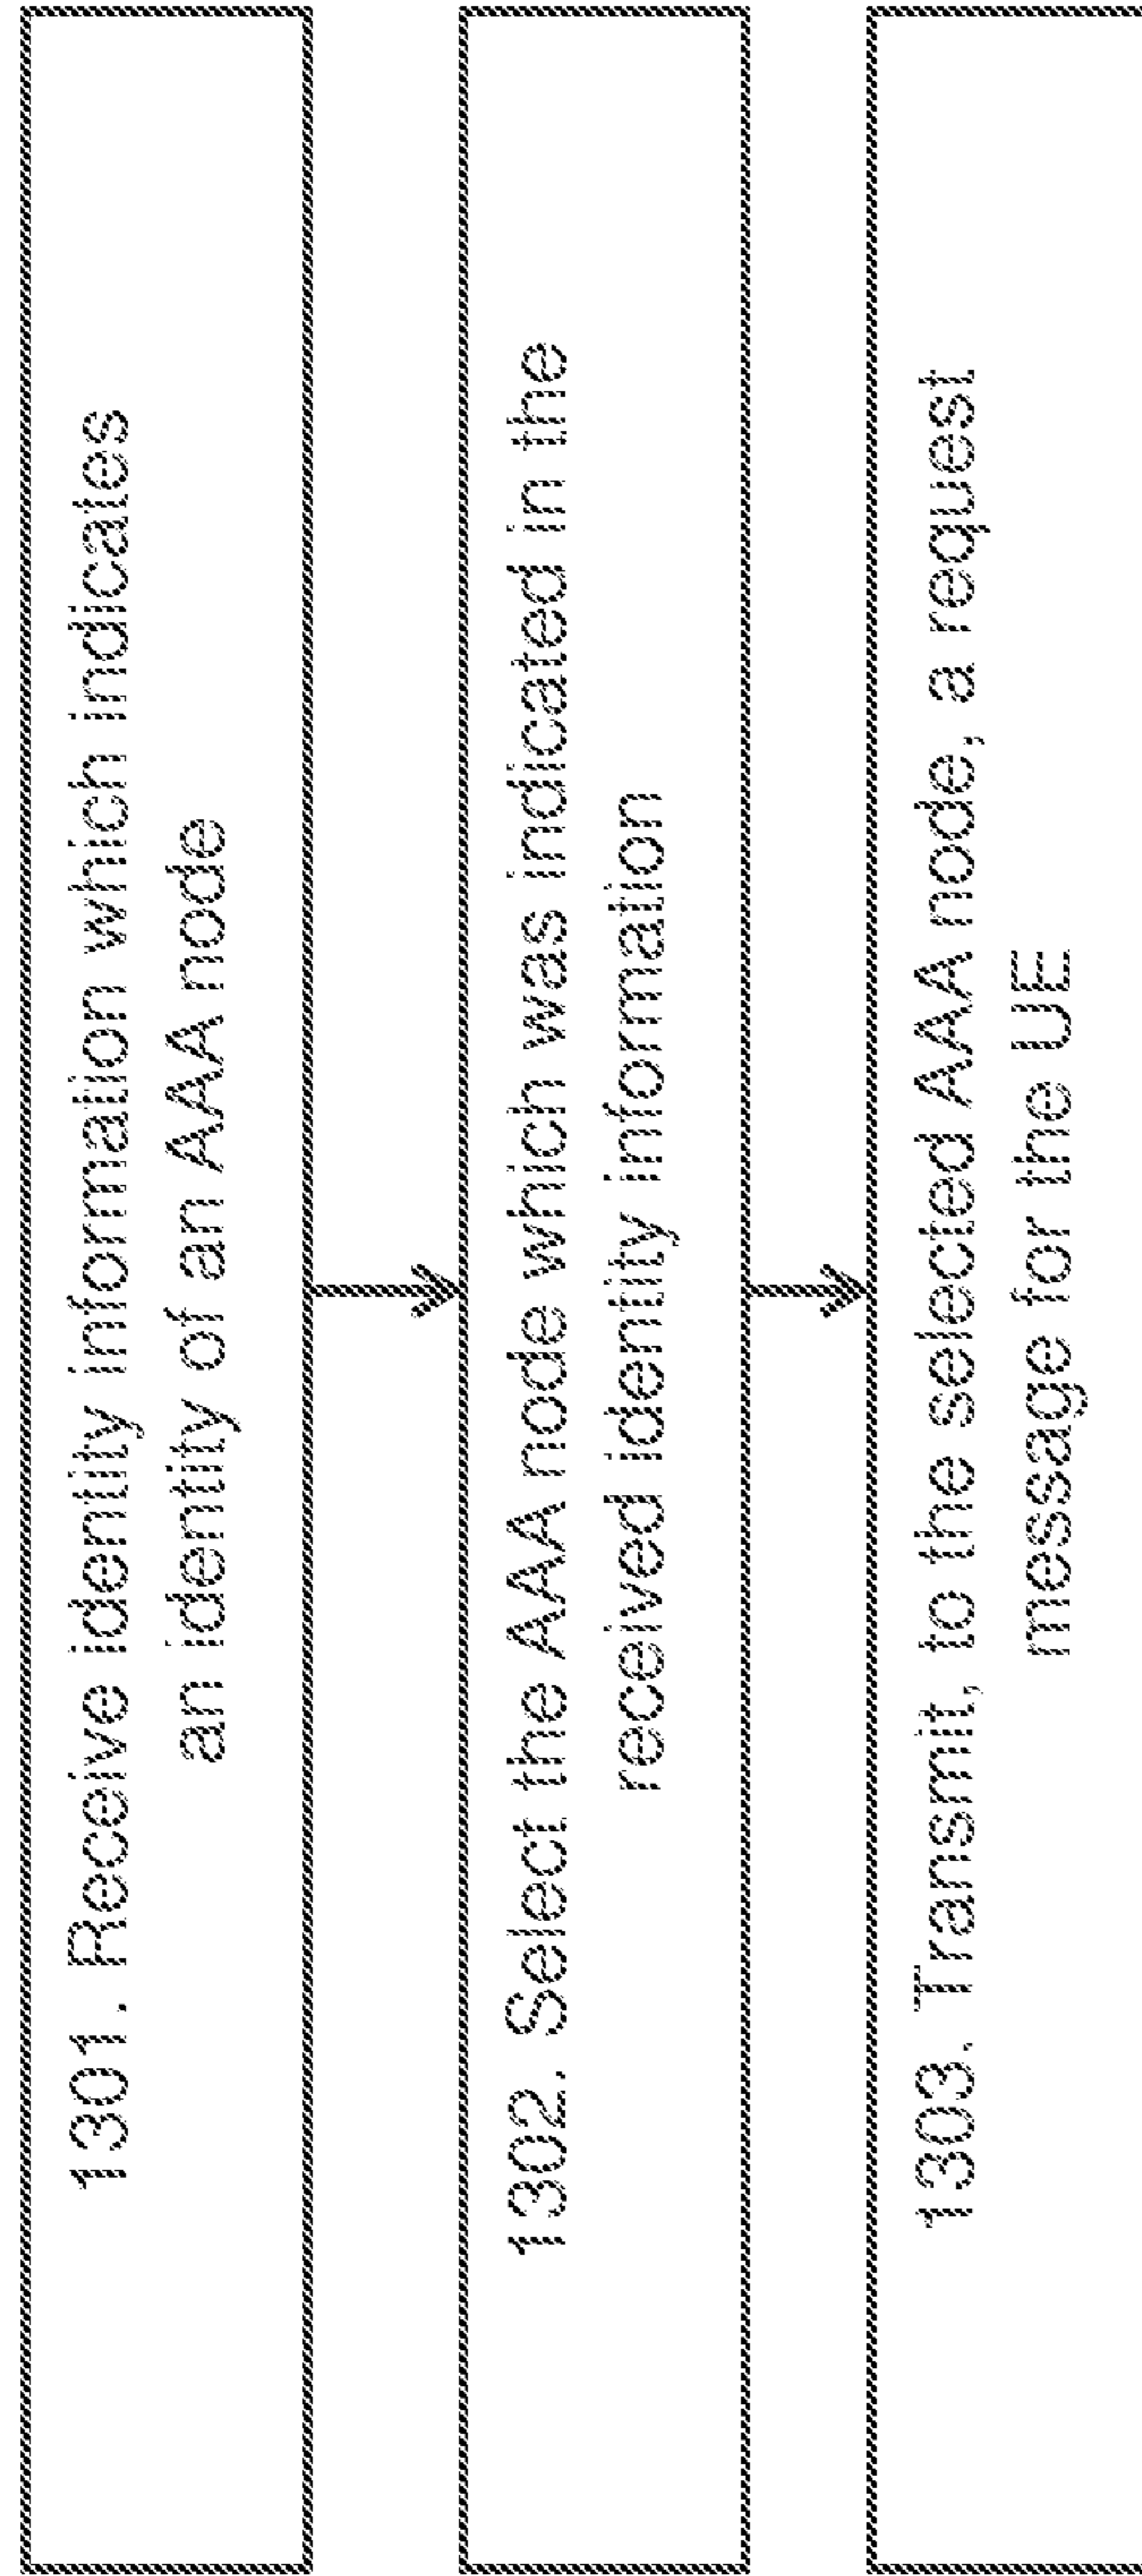 1301. Receive identity information which indicates
an identity of an AAA node
1302. Select the AAA node which was indicated in the
received identity information
1303. Transmit, to the selected AAA node, a request
message for the UE